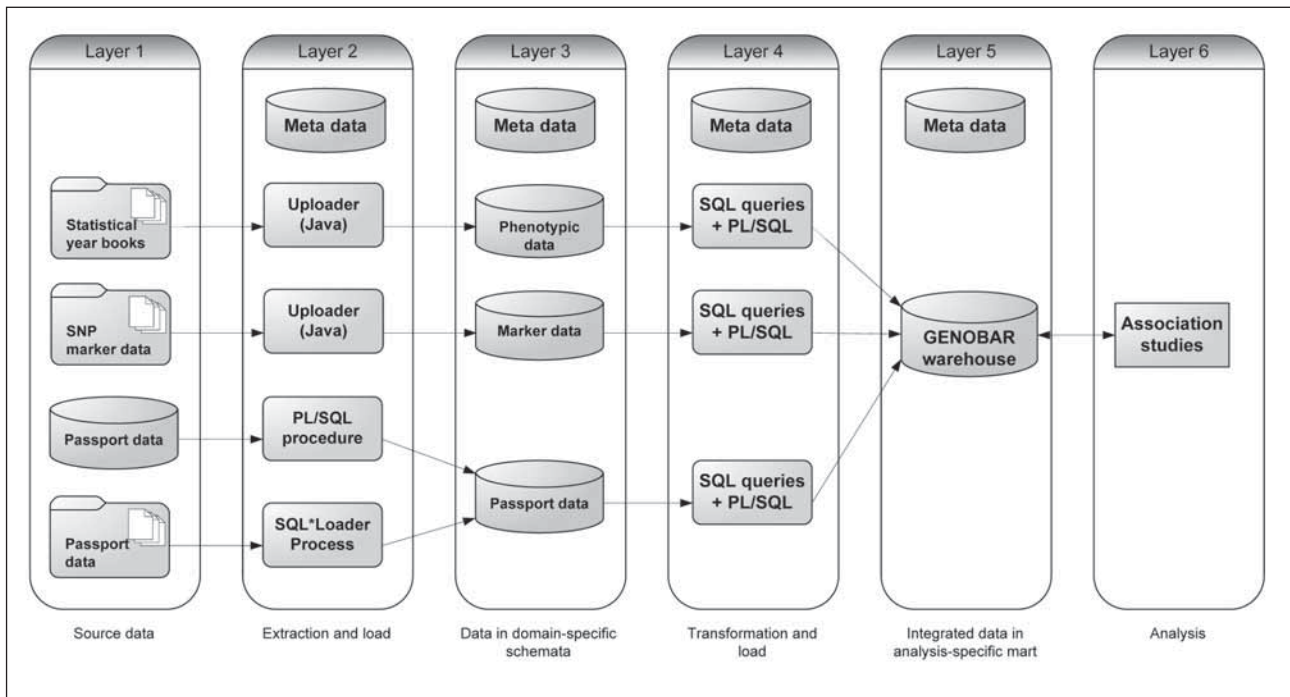 Layer 1
Layer 2
Layer 3
Layer 4
Layer 5
Layer 6
Meta data
Meta data
Meta data
Meta data
Statistical
year books
Uploader
(Java)
Phenotypic
data
SQL queries
+ PL/SQL
SNP
marker data
Uploader
(Java)
Marker data
SQL queries
+ PL/SQL
GENOBAR
warehouse
Association
studies
Passport data
PL/SQL
procedure
Passport data
SQL queries
+ PL/SQL
Passport
data
SQL*Loader
Process
Source data
Extraction and load
Data in domain-specific
schemata
Transformation and
load
Integrated data in
analysis-specific mart
Analysis